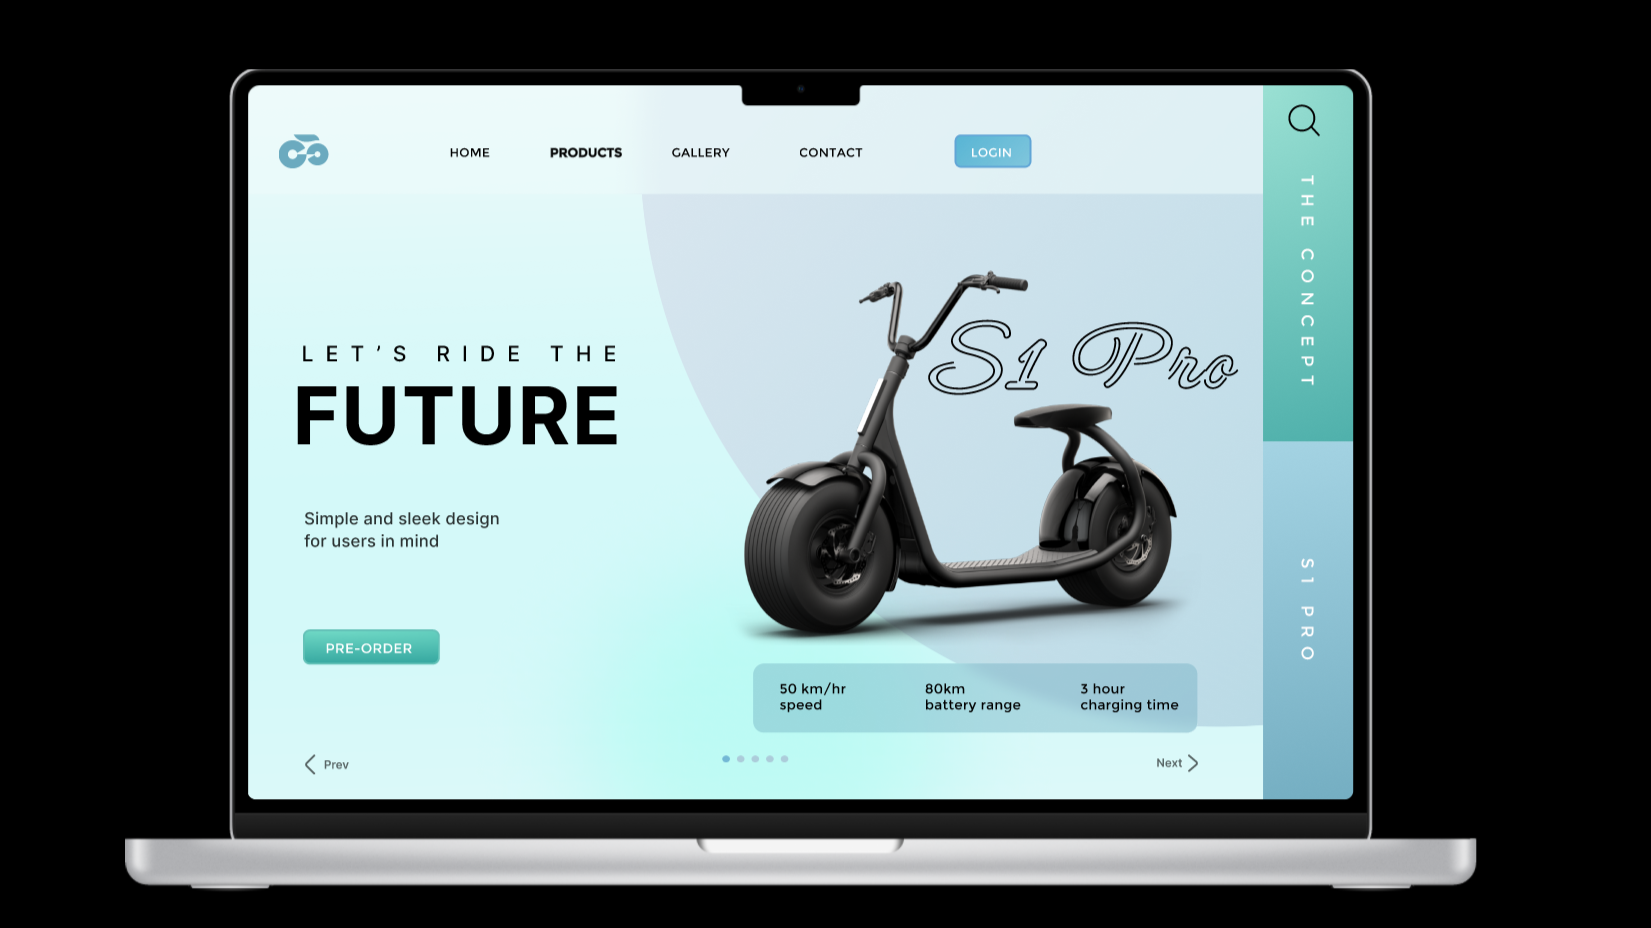 HOME
PRODUCTS
GALLERY
CONTACT
LOGIN
THE CONCEPT
LET'S RIDE THE
FUTURE
S1 Pro
Simple and sleek design
for users in mind
PRE-ORDER
S1 PRO
50 km/hr
speed
80km
battery range
3 hour
charging time
Prev
Next